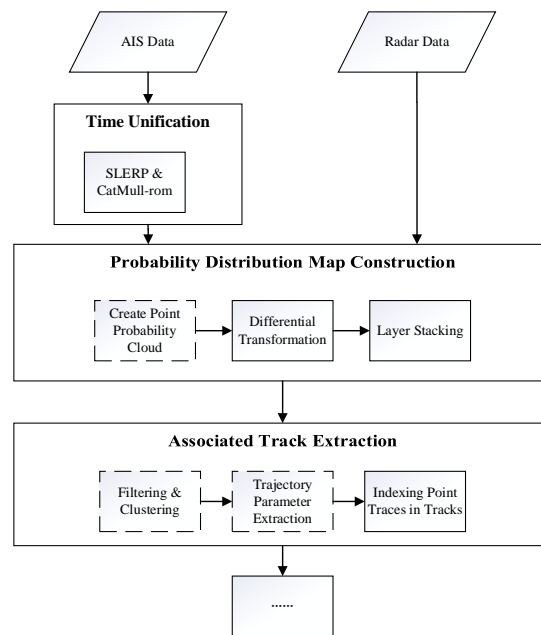 AIS Data
Radar Data
Time Unification
SLERP &
CatMull-rom
Probability Distribution Map Construction
Create Point
Probability
Cloud
Differential
Transformation
Layer Stacking
Associated Track Extraction
Filtering &
Clustering
Trajectory
Parameter
Extraction
Indexing Point
Traces in Tracks
......